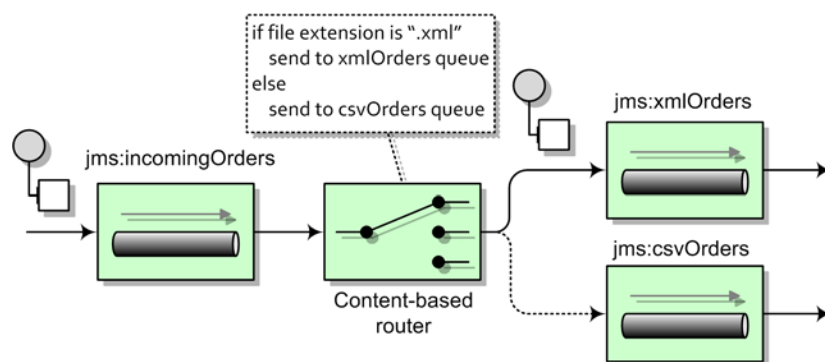 if file extension is “.xml”
send to xmlOrders queue
else
send to csvOrders queue
jms:incomingOrders
jms:xmlOrders
Content-based
router
jms:csvOrders